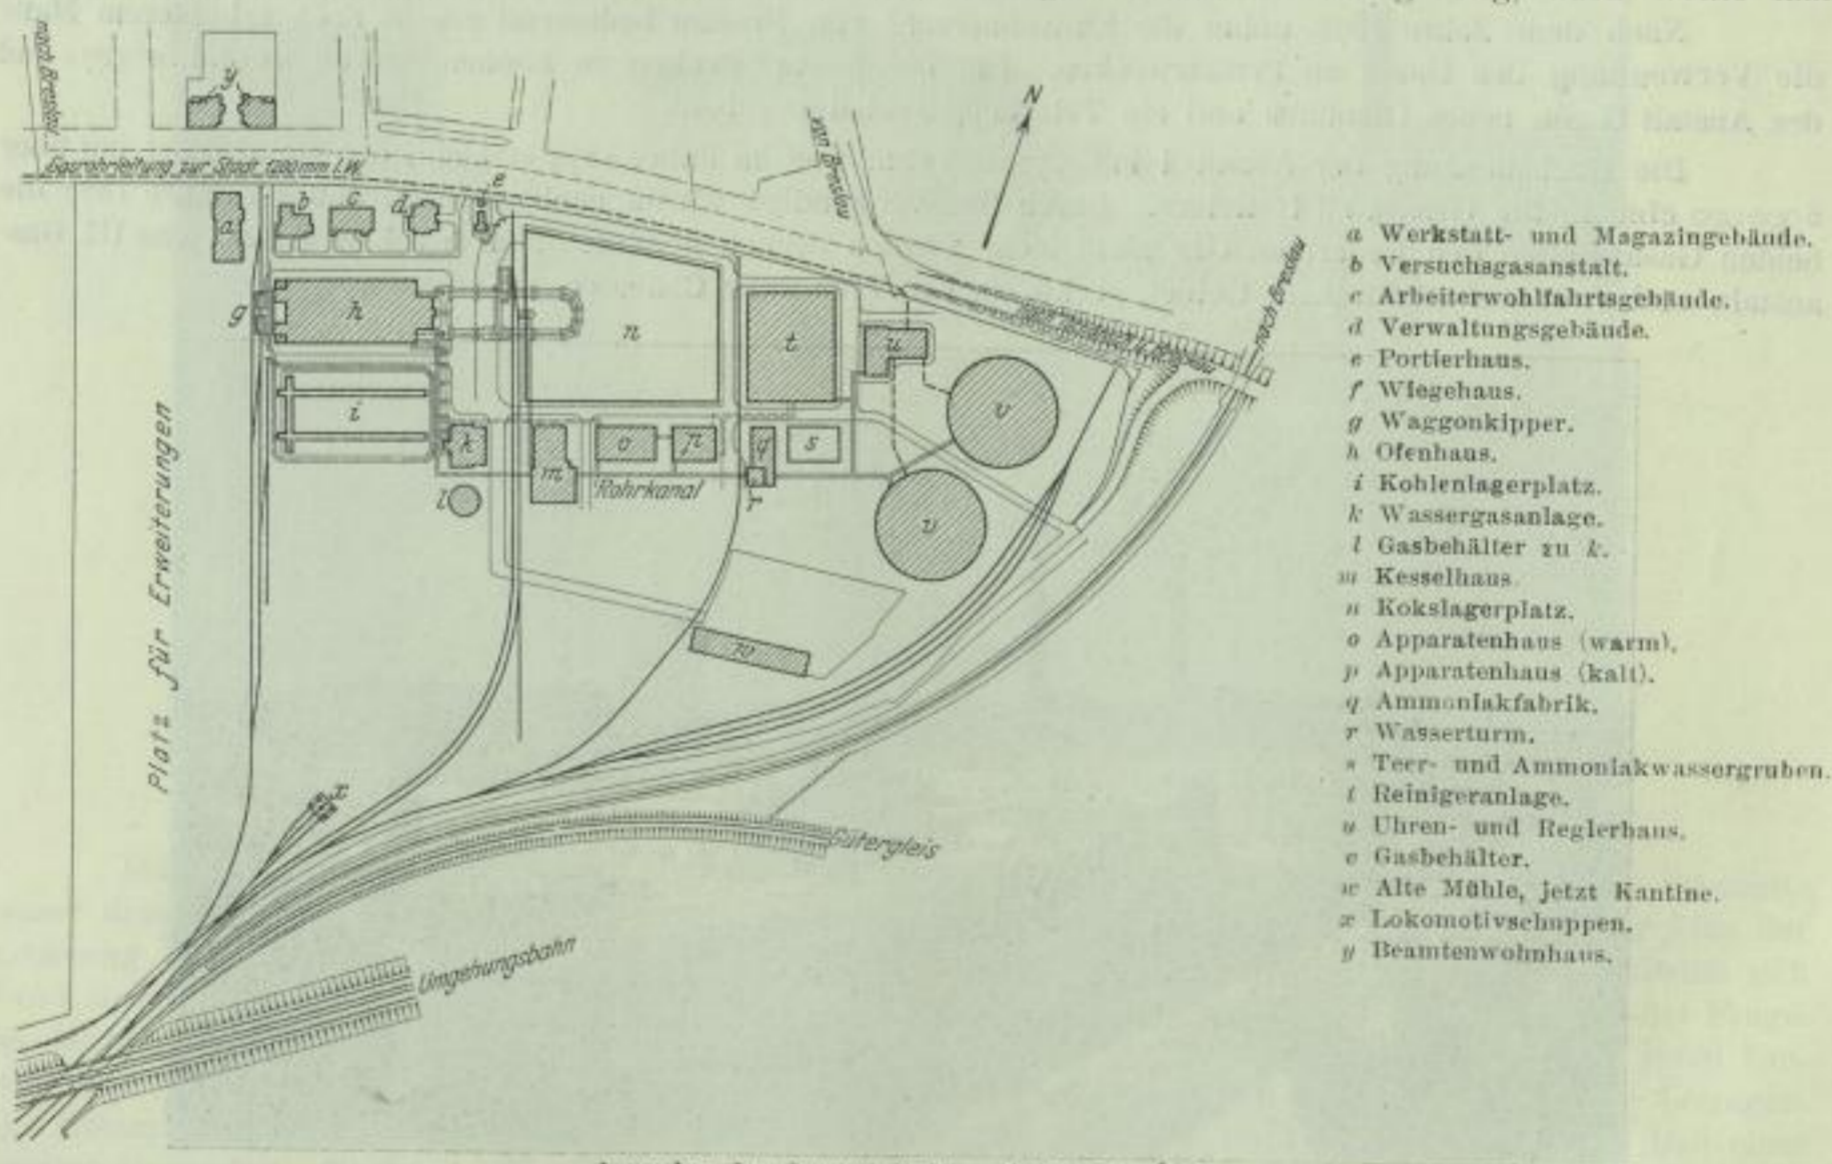 nach Breslau
y
Gasrohrleitung zur Stadt 1200 mm l.W.
von Breslau
N
nach Breslau
a
b
c
d
e
f
g
h
n
t
u
v
i
k
l
m
o
p
q
r
s
v
Rohrkanal
w
x
Platz für Erweiterungen
Gütergleis
Umgehungsbahn
a Werkstatt- und Magazingebäude.
b Versuchsgasanstalt.
c Arbeiterwohlfahrtsgebäude.
d Verwaltungsgebäude.
e Portierhaus.
f Wiegehaus.
g Waggonkipper.
h Ofenhaus.
i Kohlenlagerplatz.
k Wassergasanlage.
l Gasbehälter zu k.
m Kesselhaus.
n Kokslagerplatz.
o Apparatenhaus (warm).
p Apparatenhaus (kalt).
q Ammoniakfabrik.
r Wasserturm.
s Teer- und Ammoniakwassergruben.
t Reinigeranlage.
u Uhren- und Reglerhaus.
v Gasbehälter.
w Alte Mühle, jetzt Kantine.
x Lokomotivschuppen.
y Beamtenwohnhaus.